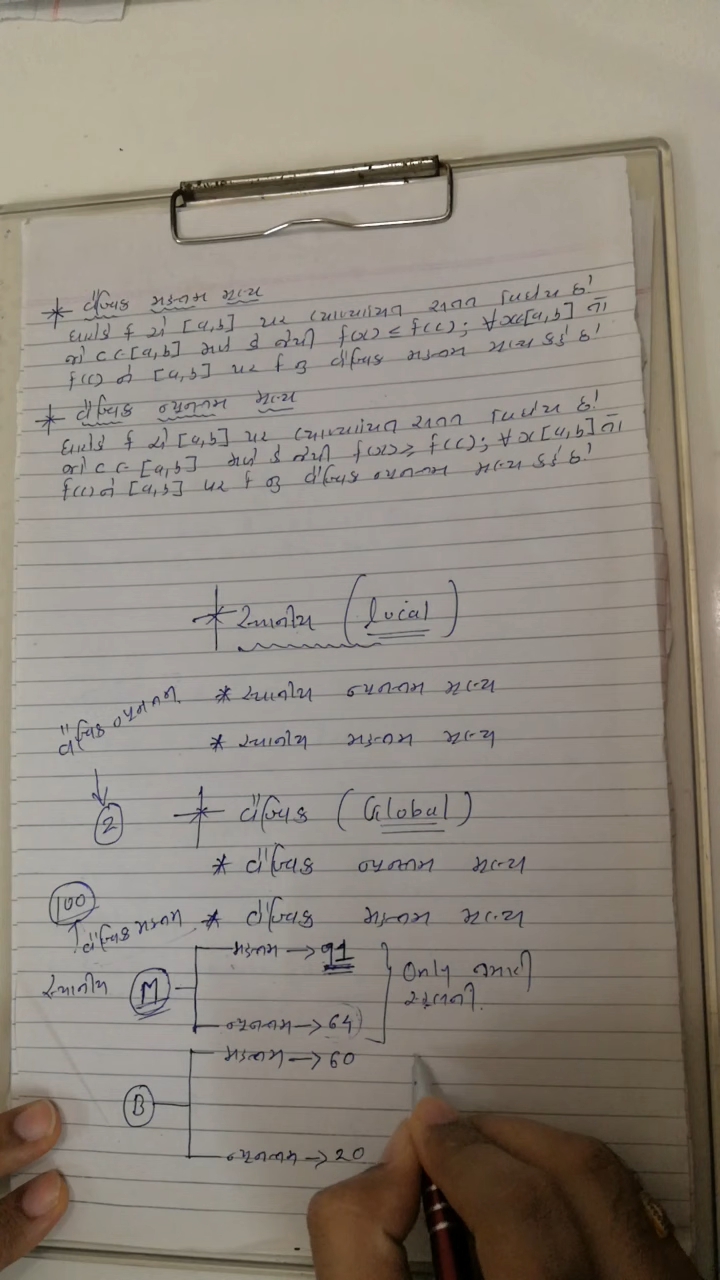 * વૈશ્વિક મહત્તમ મૂલ્ય
ધારો કે f એ [a,b] પર વ્યાખ્યાયિત સતત વિધેય છે.
જો c ∈ [a,b] મળે કે જેથી f(x) ≤ f(c); ∀x∈[a,b] તો
f(c) ને [a,b] પર f નું વૈશ્વિક મહત્તમ મૂલ્ય કહે છે.
* વૈશ્વિક ન્યૂનતમ મૂલ્ય
ધારો કે f એ [a,b] પર વ્યાખ્યાયિત સતત વિધેય છે.
જો c ∈ [a,b] મળે કે જેથી f(x) ≥ f(c); ∀x [a,b] તો
f(c) ને [a,b] પર f નું વૈશ્વિક ન્યૂનતમ મૂલ્ય કહે છે.
* સ્થાનીય (local)
વૈશ્વિક ન્યૂનતમ * સ્થાનીય ન્યૂનતમ મૂલ્ય
* સ્થાનીય મહત્તમ મૂલ્ય
2 * વૈશ્વિક (Global)
* વૈશ્વિક ન્યૂનતમ મૂલ્ય
100
વૈશ્વિક મહત્તમ * વૈશ્વિક મહત્તમ મૂલ્ય
મહત્તમ → 91
સ્થાનીય M Only તમારી
સ્કૂલની.
ન્યૂનતમ → 64
મહત્તમ → 60
B
ન્યૂનતમ → 20